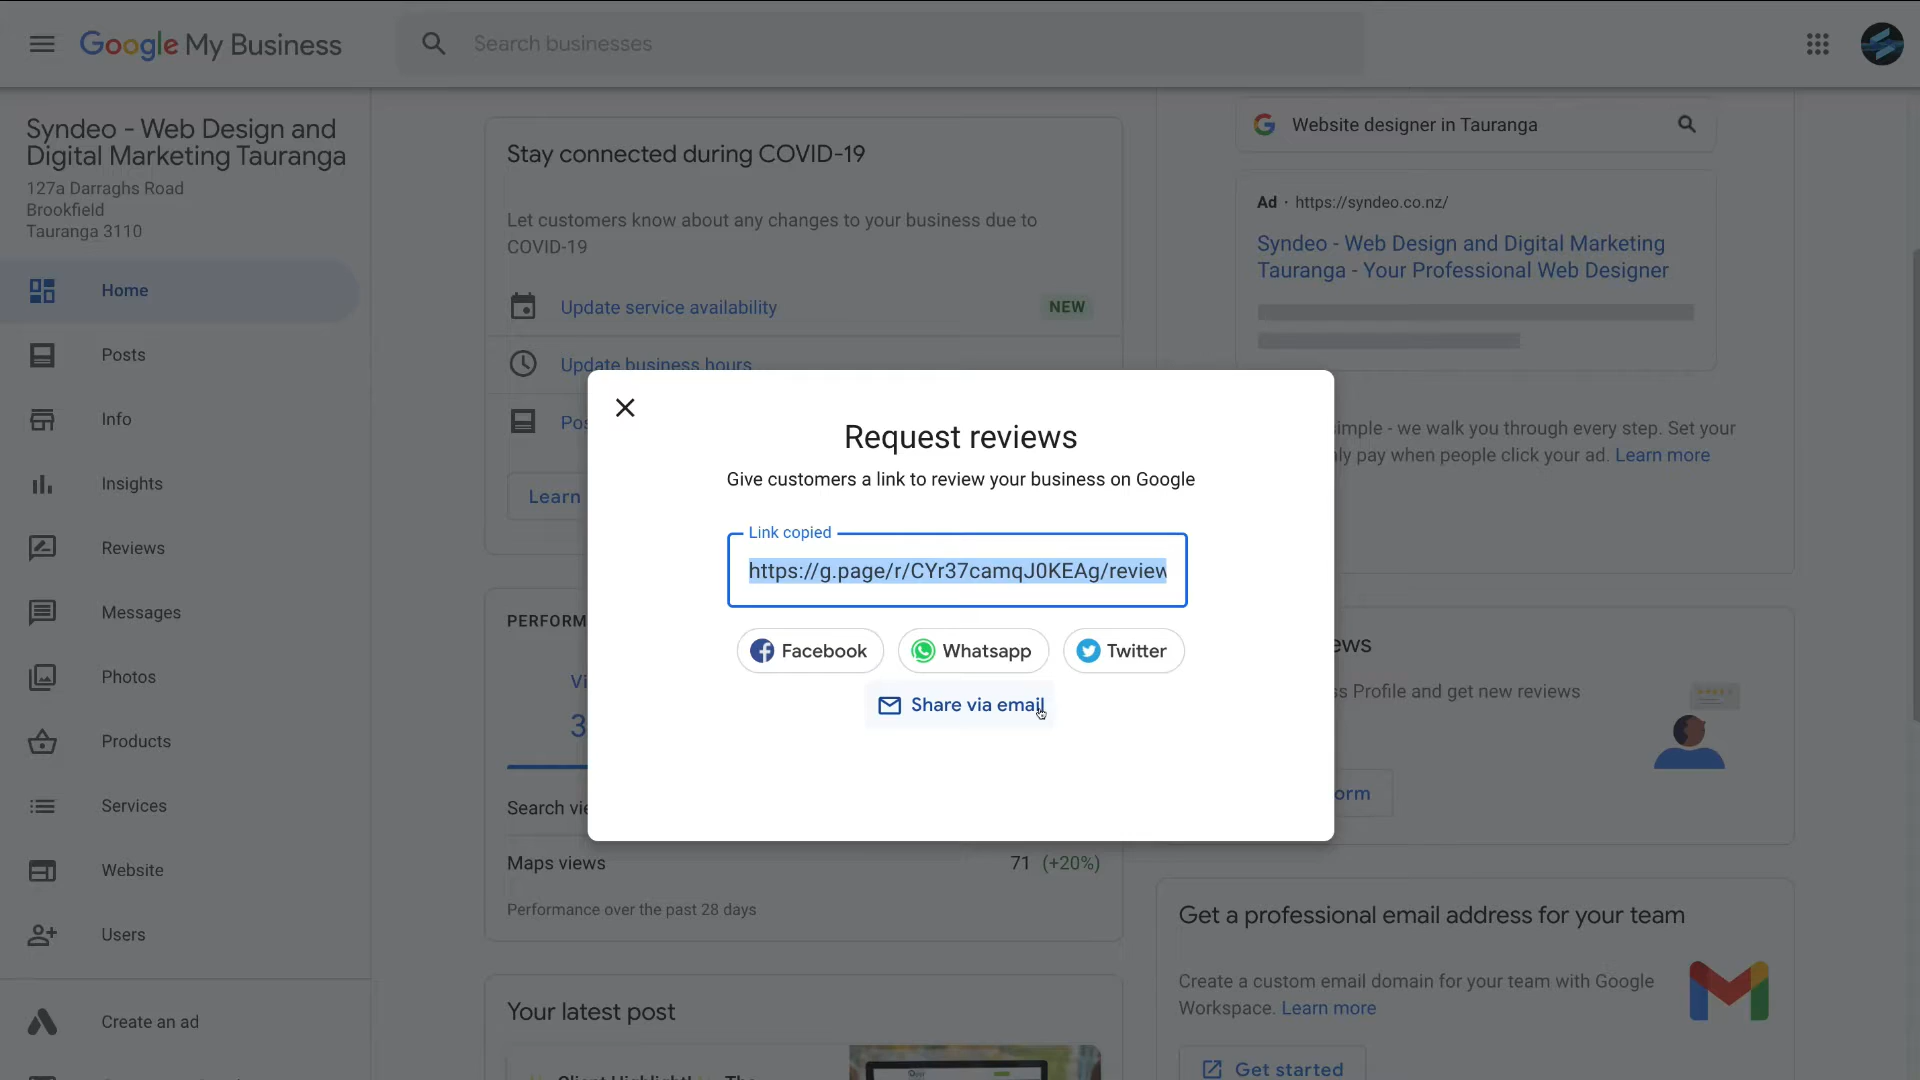 Google My Business
Search businesses
Syndeo - Web Design and
Digital Marketing Tauranga
127a Darraghs Road
Brookfield
Tauranga 3110
Home
Posts
Info
Insights
Reviews
Messages
Photos
Products
Services
Website
Users
Create an ad
Stay connected during COVID-19
Let customers know about any changes to your business due to
COVID-19
Update service availability
NEW
Update business hours
Learn
Request reviews
Give customers a link to review your business on Google
Link copied
https://g.page/r/CYr37camqJ0KEAg/review
Facebook
Whatsapp
Twitter
Share via email
Maps views
71 (+20%)
Performance over the past 28 days
Your latest post
Website designer in Tauranga
Ad · https://syndeo.co.nz/
Syndeo - Web Design and Digital Marketing
Tauranga - Your Professional Web Designer
we walk you through every step. Set your
pay when people click your ad. Learn more
Profile and get new reviews
Get a professional email address for your team
Create a custom email domain for your team with Google
Workspace. Learn more
Get started